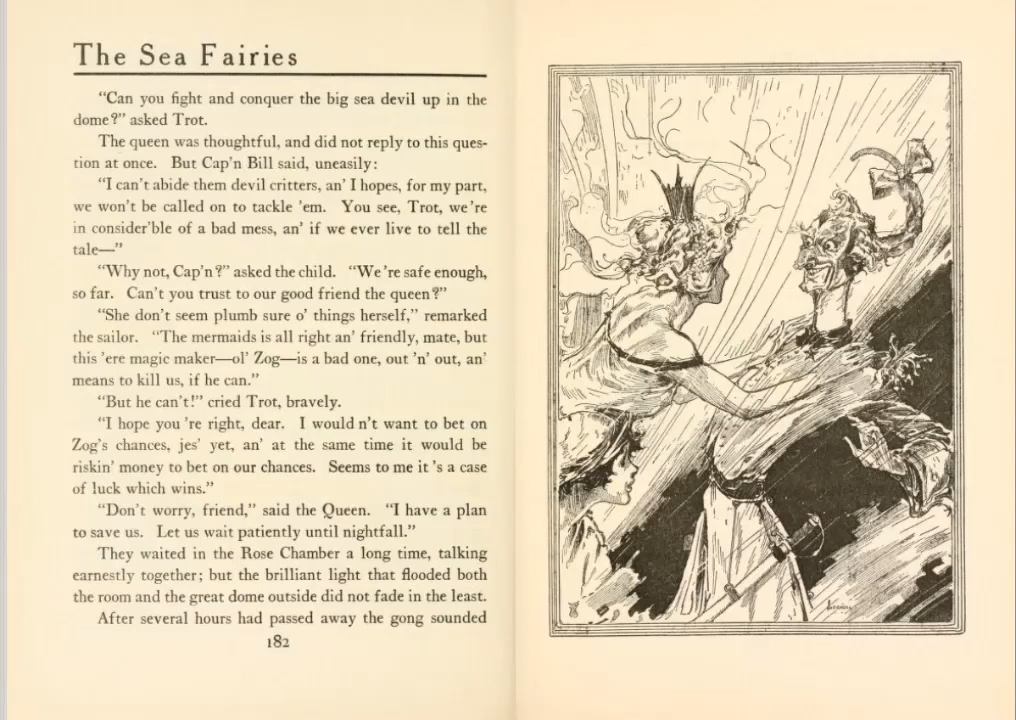 The Sea Fairies
“Can you fight and conquer the big sea devil up in the
dome?” asked Trot.
The queen was thoughtful, and did not reply to this ques-
tion at once. But Cap'n Bill said, uneasily:
“I can't abide them devil critters, an' I hopes, for my part,
we won't be called on to tackle 'em. You see, Trot, we 're
in consider'ble of a bad mess, an' if we ever live to tell the
tale—”
“Why not, Cap'n?” asked the child. “We 're safe enough,
so far. Can't you trust to our good friend the queen?”
“She don't seem plumb sure o' things herself,” remarked
the sailor. “The mermaids is all right an' friendly, mate, but
this 'ere magic maker—ol' Zog—is a bad one, out 'n' out, an'
means to kill us, if he can.”
“But he can't!” cried Trot, bravely.
“I hope you 're right, dear. I would n't want to bet on
Zog's chances, jes' yet, an' at the same time it would be
riskin' money to bet on our chances. Seems to me it 's a case
of luck which wins.”
“Don't worry, friend,” said the Queen. “I have a plan
to save us. Let us wait patiently until nightfall.”
They waited in the Rose Chamber a long time, talking
earnestly together; but the brilliant light that flooded both
the room and the great dome outside did not fade in the least.
After several hours had passed away the gong sounded
182